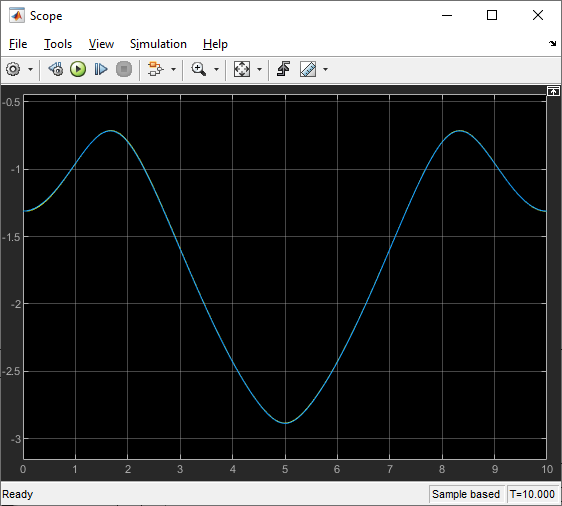 Scope
File Tools View Simulation Help
-0.5
-1
-1.5
-2
-2.5
-3
0 1 2 3 4 5 6 7 8 9 10
Ready Sample based T=10.000